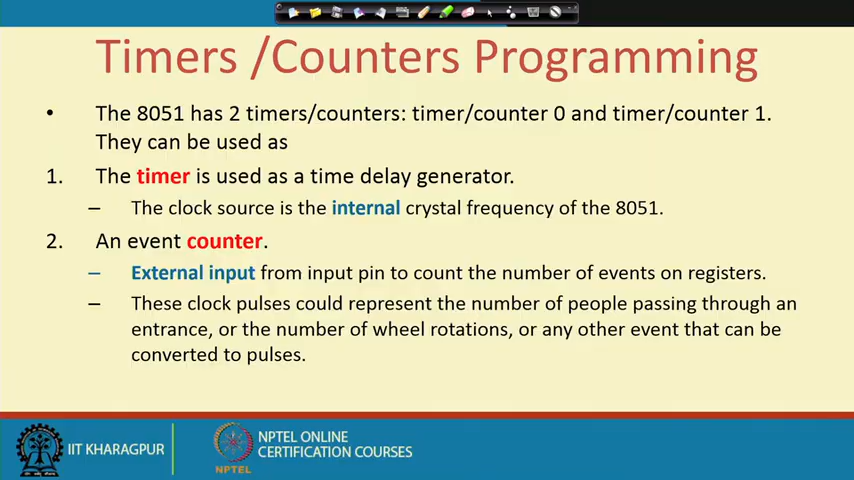 Timers /Counters Programming
• The 8051 has 2 timers/counters: timer/counter 0 and timer/counter 1.
They can be used as
1. The timer is used as a time delay generator.
– The clock source is the internal crystal frequency of the 8051.
2. An event counter.
– External input from input pin to count the number of events on registers.
– These clock pulses could represent the number of people passing through an
entrance, or the number of wheel rotations, or any other event that can be
converted to pulses.
IIT KHARAGPUR
NPTEL
NPTEL ONLINE
CERTIFICATION COURSES